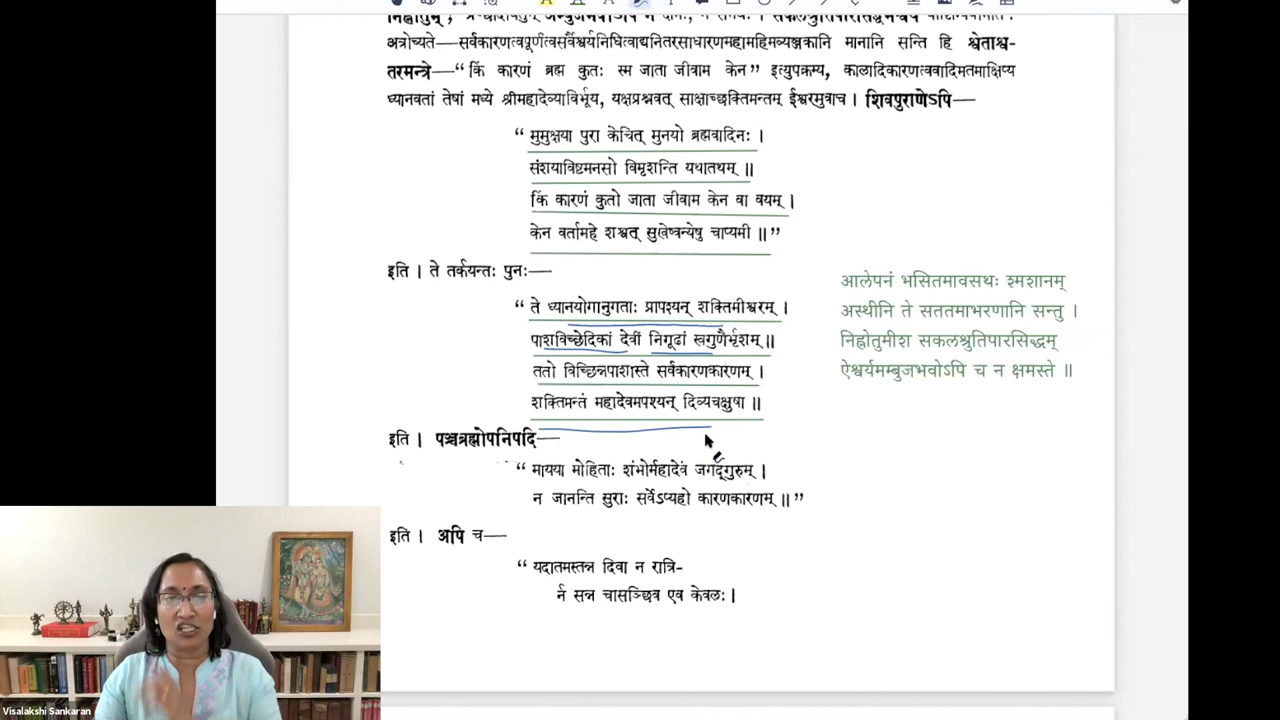 निह्नोतुम्, प्रच्छादयितुम् अम्बुजभवोऽपि न
अत्रोच्यते—सर्वकारणत्वपूर्णत्वसर्वैश्वर्यनिधित्वाद्यनितरसाधारणमहामहिमव्यञ्जकानि मानानि सन्ति हि श्वेताश्व-
तरमन्त्रे—“किं कारणं ब्रह्म कुतः स्म जाता जीवाम केन” इत्युपक्रम्य, कालादिकारणत्ववादिमतमाक्षिप्य
ध्यानवतां तेषां मध्ये श्रीमहादेव्याविर्भूय, यक्षप्रश्नवत् साक्षाच्छक्तिमन्तम् ईश्वरमुवाच। शिवपुराणेऽपि—
“ मुमुक्षया पुरा केचित् मुनयो ब्रह्मवादिनः ।
संशयाविष्टमनसो विमृशन्ति यथातथम् ॥
किं कारणं कुतो जाता जीवाम केन वा वयम् ।
केन वर्तामहे शश्वत् सुखेष्वन्येषु चाप्यमी ॥”
इति । ते तर्कयन्तः पुनः—
“ ते ध्यानयोगानुगताः प्रापश्यन् शक्तिमीश्वरम् ।
पाशविच्छेदिकां देवीं निगूढां स्वगुणैर्भृशम् ॥
ततो विच्छिन्नपाशास्ते सर्वकारणकारणम् ।
शक्तिमन्तं महादेवमपश्यन् दिव्यचक्षुषा ॥
आलेपनं भसितमावसथः श्मशानम्
अस्थीनि ते सततमाभरणानि सन्तु ।
निह्नोतुमीश सकलश्रुतिपारसिद्धम्
ऐश्वर्यमम्बुजभवोऽपि च न क्षमस्ते ॥
इति । पञ्चब्रह्मोपनिषदि—
“ मायया मोहिताः शंभोर्महादेवं जगद्गुरुम् ।
न जानन्ति सुराः सर्वेऽप्यहो कारणकारणम् ॥”
इति । अपि च—
“ यदातमस्तन्न दिवा न रात्रि-
र्न सन्न चासञ्छिव एव केवलः ।
Visalakshi Sankaran